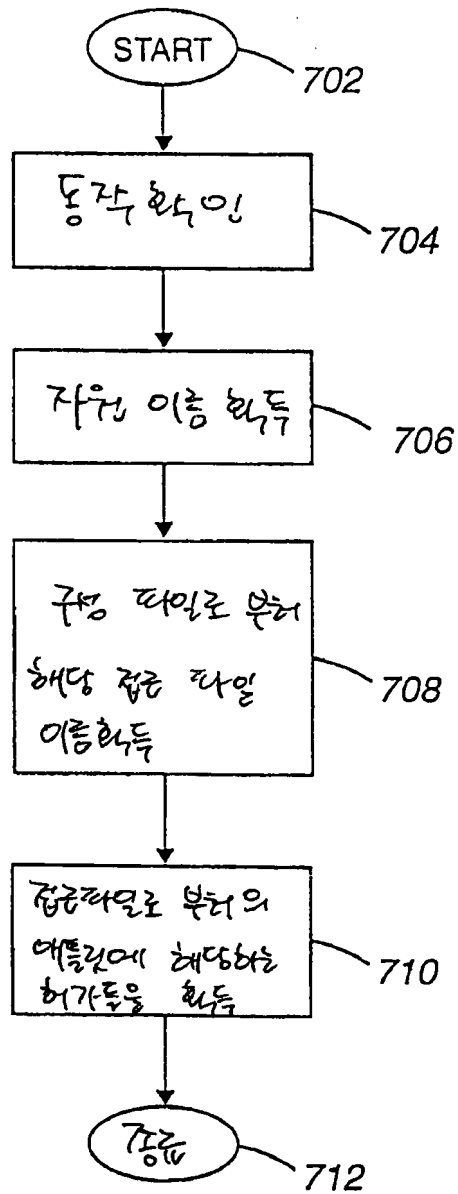 START
702
동작 확인
704
자원 이름 획득
706
구성 파일로 부터
해당 접근 파일
이름획득
708
접근파일로 부터의
애플릿에 해당하는
허가들을 획득
710
종료
712